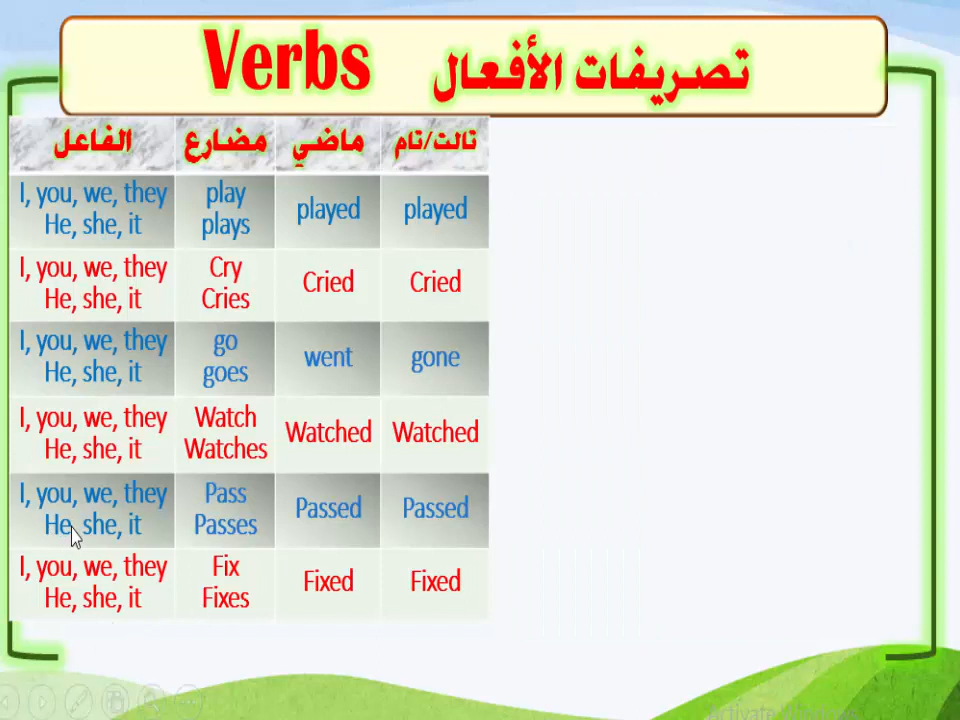 Verbs تصريفات الأفعال
الفاعل مضارع ماضي تالت/تام
I, you, we, they play
played played
He, she, it plays
I, you, we, they Cry
Cried Cried
He, she, it Cries
I, you, we, they go
went gone
He, she, it goes
I, you, we, they Watch
Watched Watched
He, she, it Watches
I, you, we, they Pass
Passed Passed
He, she, it Passes
I, you, we, they Fix
Fixed Fixed
He, she, it Fixes
Activate Windows